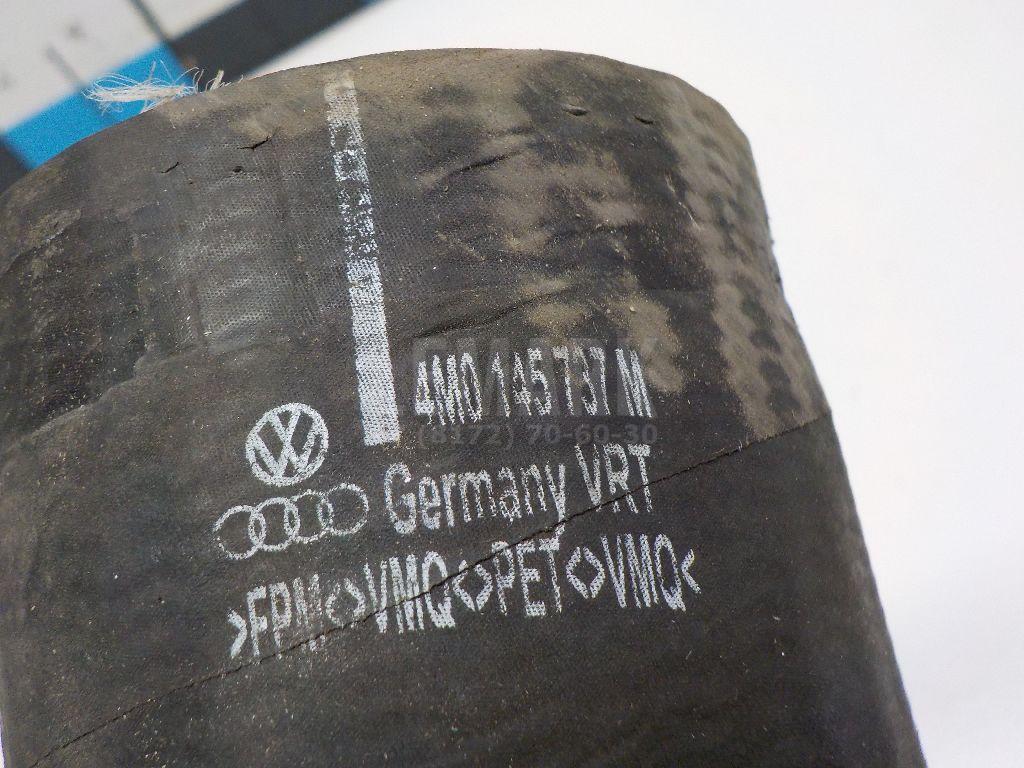 4M0 145 737 M
(8172) 70-60-30
Germany VRT
>FPM<>VMQ<>PET<>VMQ<